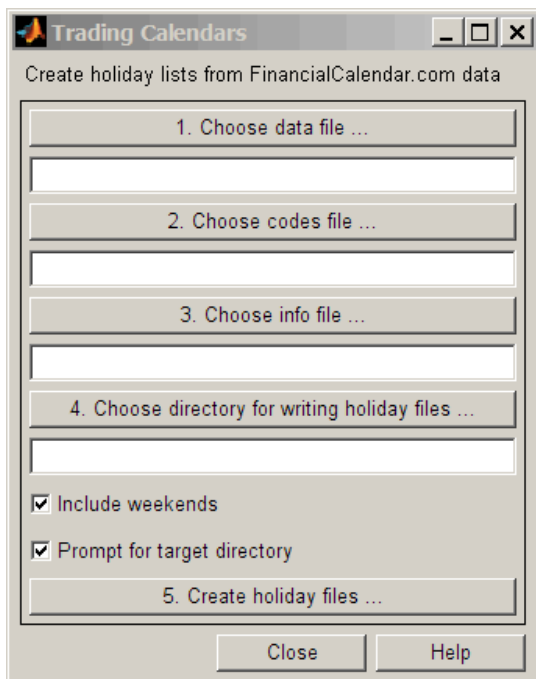 Trading Calendars
Create holiday lists from FinancialCalendar.com data
1. Choose data file ...
2. Choose codes file ...
3. Choose info file ...
4. Choose directory for writing holiday files ...
Include weekends
Prompt for target directory
5. Create holiday files ...
Close Help